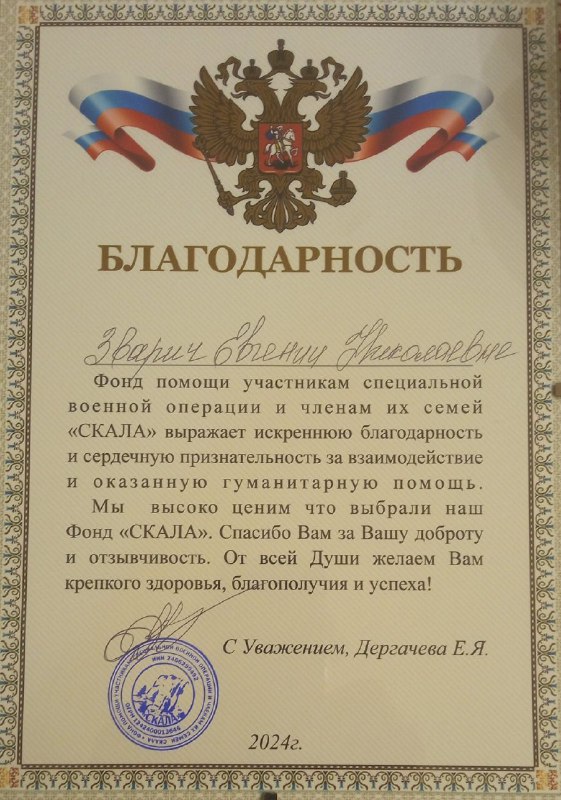 БЛАГОДАРНОСТЬ
Зварич Евгении Николаевне
Фонд помощи участникам специальной
военной операции и членам их семей
«СКАЛА» выражает искреннюю благодарность
и сердечную признательность за взаимодействие
и оказанную гуманитарную помощь.
Мы высоко ценим что выбрали наш
Фонд «СКАЛА». Спасибо Вам за Вашу доброту
и отзывчивость. От всей Души желаем Вам
крепкого здоровья, благополучия и успеха!
С Уважением, Дергачева Е.Я.
СКАЛА
2024г.